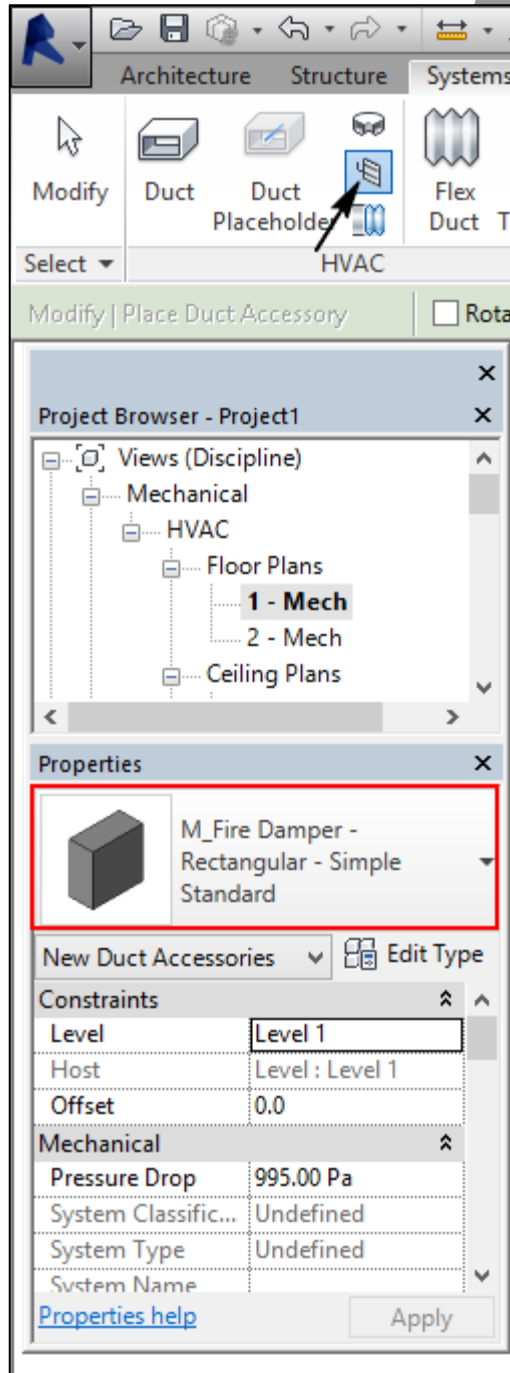 Architecture Structure Systems
Modify Duct Duct Flex
Placeholde Duct T
Select HVAC
Modify | Place Duct Accessory Rota
Project Browser - Project1
Views (Discipline)
Mechanical
HVAC
Floor Plans
1 - Mech
2 - Mech
Ceiling Plans
Properties
M_Fire Damper -
Rectangular - Simple
Standard
New Duct Accessories Edit Type
Constraints
Level Level 1
Host Level : Level 1
Offset 0.0
Mechanical
Pressure Drop 995.00 Pa
System Classific... Undefined
System Type Undefined
System Name
Properties help Apply